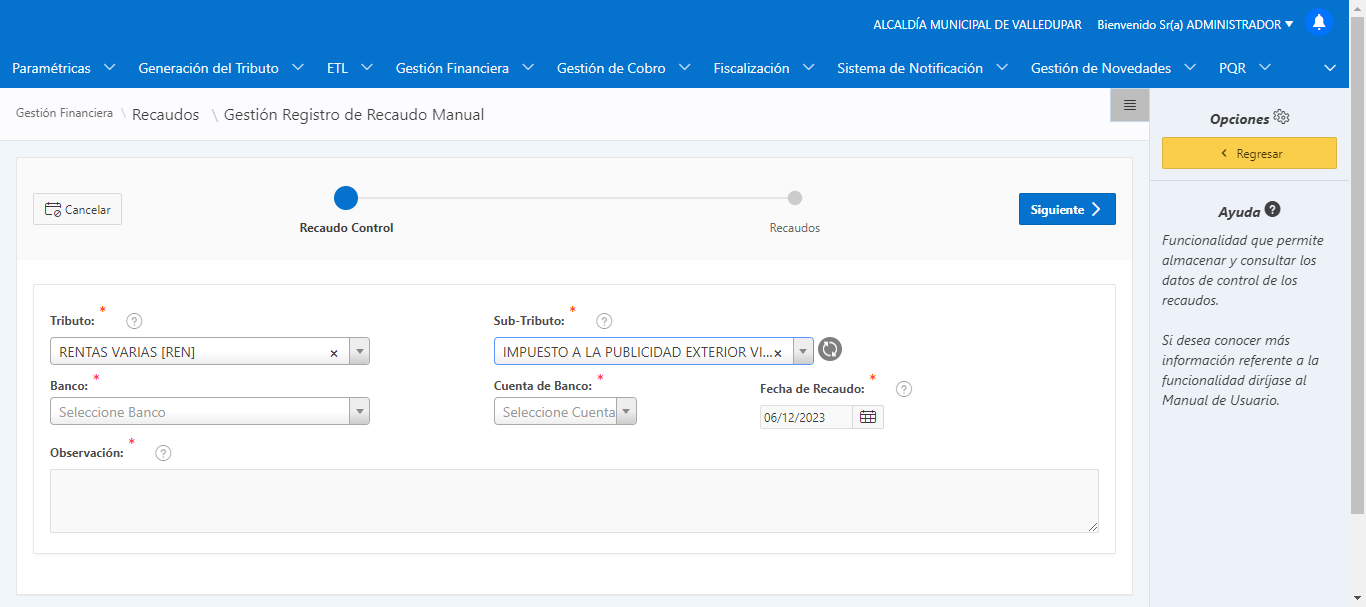 ALCALDÍA MUNICIPAL DE VALLEDUPAR Bienvenido Sr(a) ADMINISTRADOR
Paramétricas Generación del Tributo ETL Gestión Financiera Gestión de Cobro Fiscalización Sistema de Notificación Gestión de Novedades PQR
Gestión Financiera \ Recaudos \ Gestión Registro de Recaudo Manual
Opciones
Regresar
Cancelar
Recaudo Control
Recaudos
Siguiente
Ayuda
Funcionalidad que permite
almacenar y consultar los
datos de control de los
recaudos.
Si desea conocer más
información referente a la
funcionalidad diríjase al
Manual de Usuario.
Tributo: *
Sub-Tributo: *
RENTAS VARIAS [REN]
IMPUESTO A LA PUBLICIDAD EXTERIOR VI...
Banco: *
Cuenta de Banco: *
Fecha de Recaudo: *
Seleccione Banco
Seleccione Cuenta
06/12/2023
Observación: *